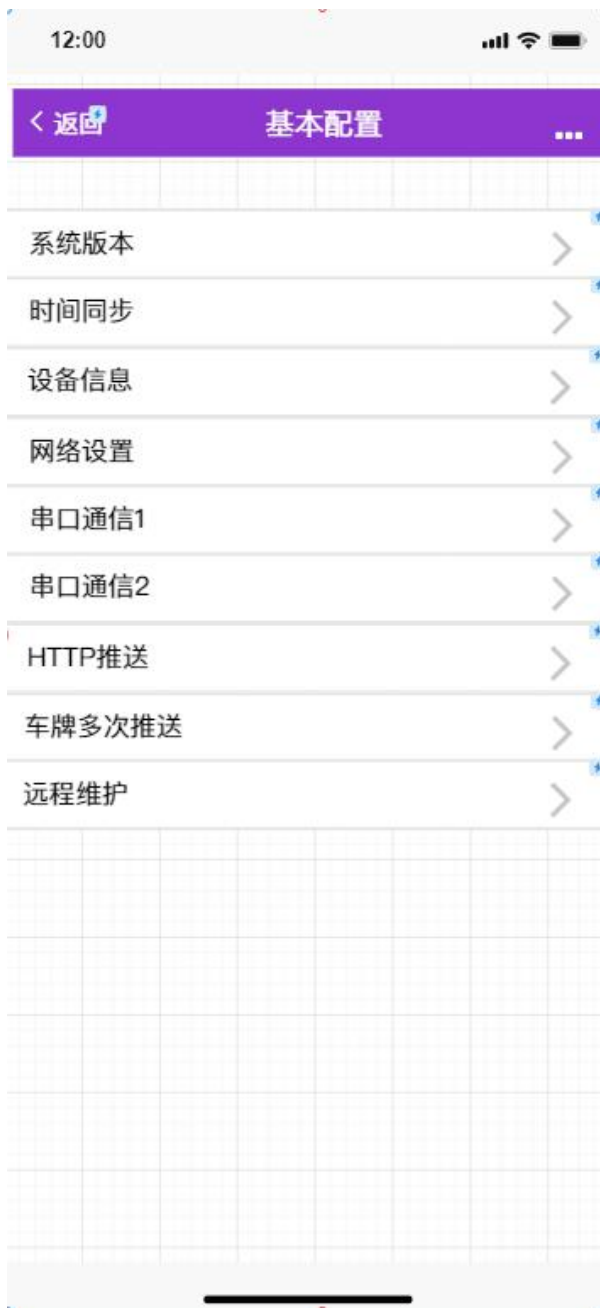 12:00
返回 基本配置 ...
系统版本
时间同步
设备信息
网络设置
串口通信1
串口通信2
HTTP推送
车牌多次推送
远程维护